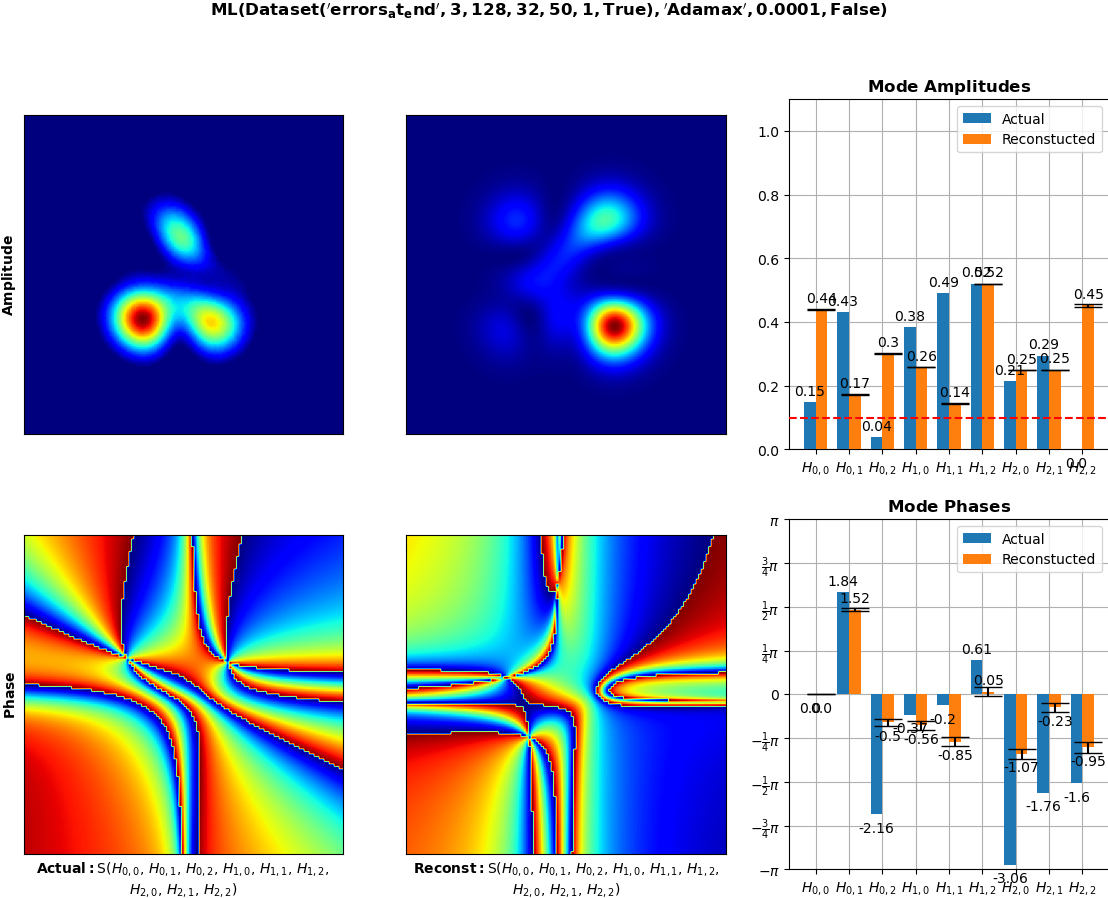 ML(Dataset('errors_at_end', 3, 128, 32, 50, 1, True), 'Adamax', 0.0001, False)
Amplitude
Mode Amplitudes
Actual
Reconstucted
1.0
0.8
0.6
0.4
0.2
0.0
0.15
0.44
0.43
0.17
0.04
0.3
0.38
0.26
0.49
0.14
0.52
0.52
0.21
0.25
0.29
0.25
0.0
0.45
H0,0 H0,1 H0,2 H1,0 H1,1 H1,2 H2,0 H2,1 H2,2
Phase
Actual: S(H0,0, H0,1, H0,2, H1,0, H1,1, H1,2,
H2,0, H2,1, H2,2)
Reconst: S(H0,0, H0,1, H0,2, H1,0, H1,1, H1,2,
H2,0, H2,1, H2,2)
Mode Phases
Actual
Reconstucted
π
3/4π
1/2π
1/4π
0
−1/4π
−1/2π
−3/4π
−π
0.0
0.0
1.84
1.52
-2.16
-0.5
-0.37
-0.56
-0.2
-0.85
0.61
0.05
-3.06
-1.07
-1.76
-0.23
-1.6
-0.95
H0,0 H0,1 H0,2 H1,0 H1,1 H1,2 H2,0 H2,1 H2,2